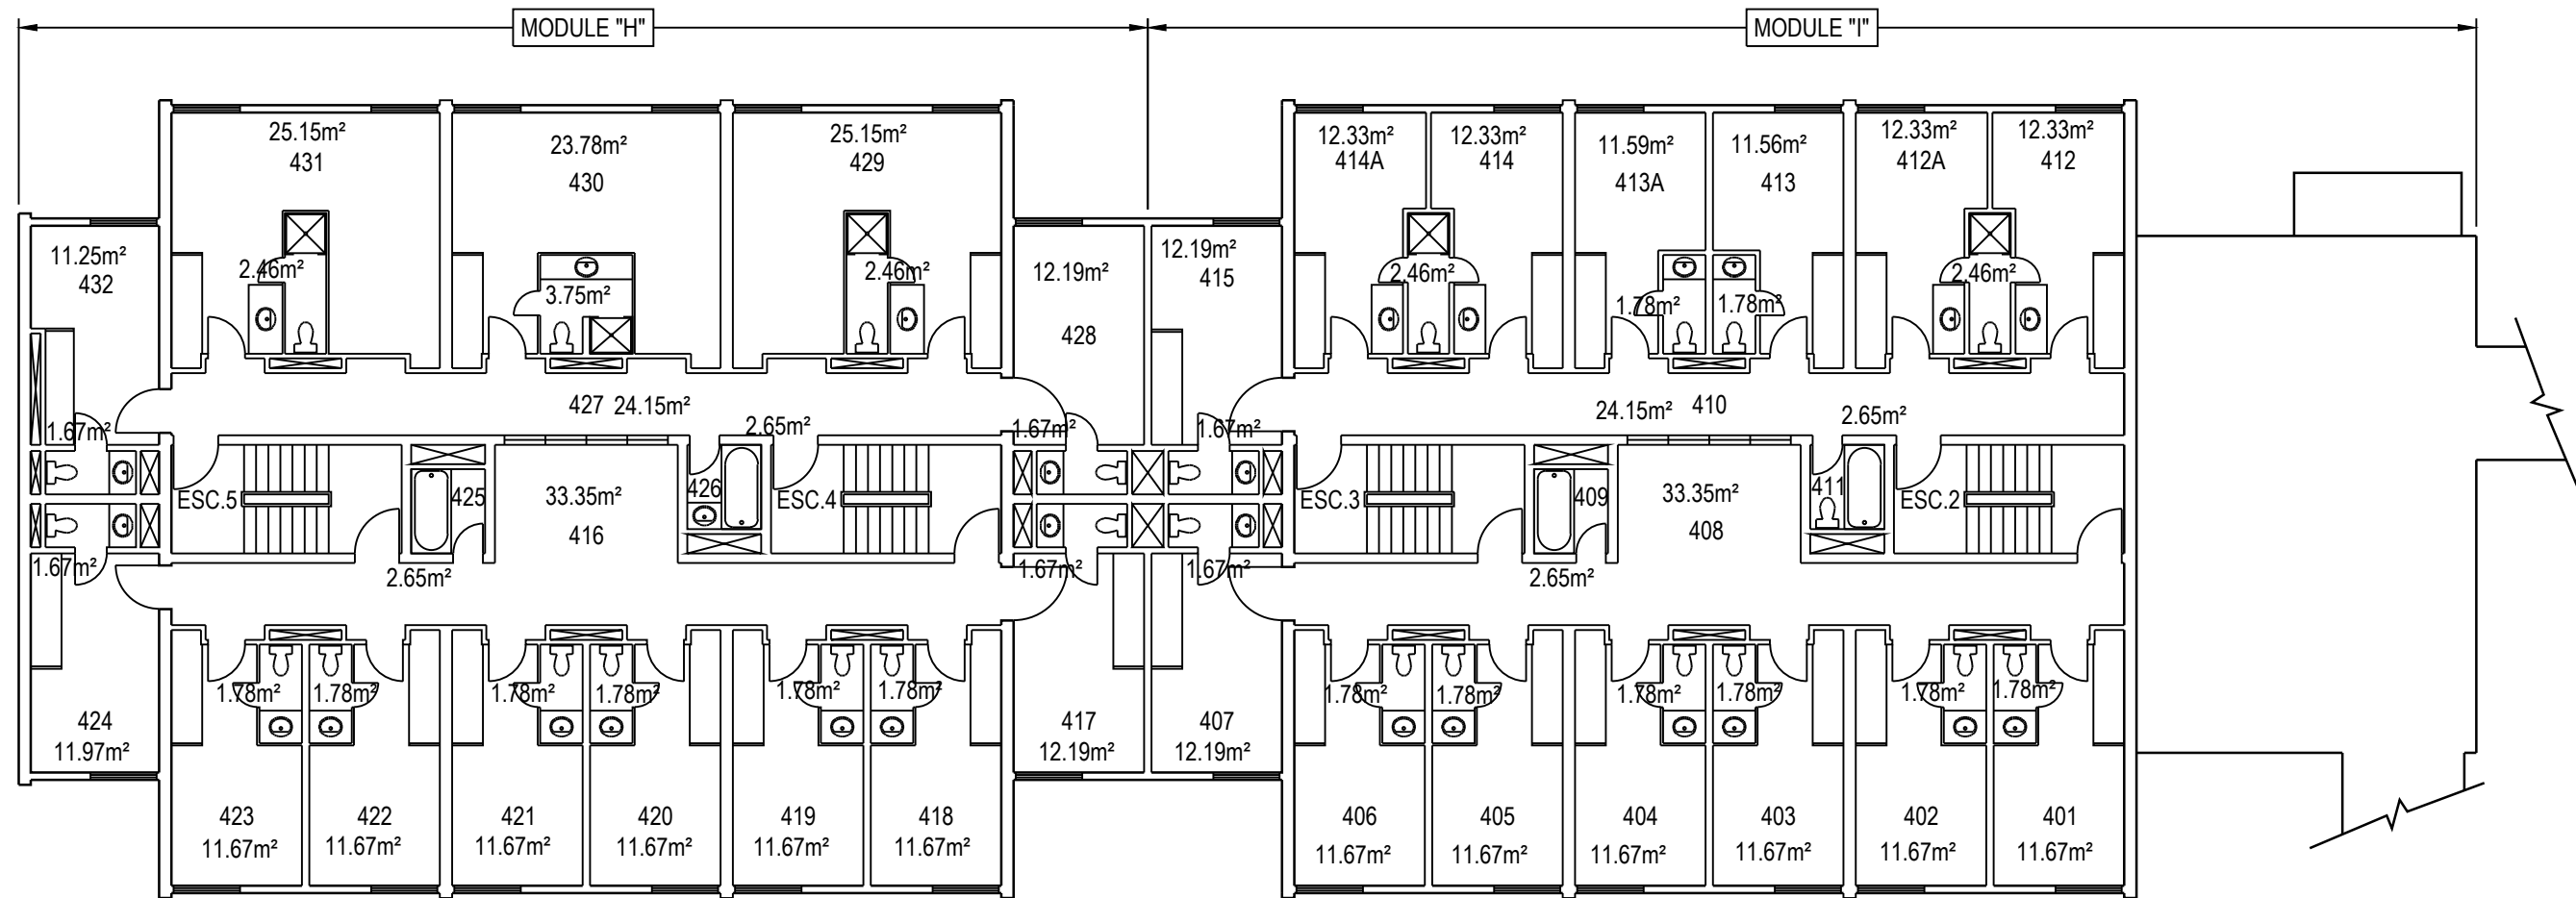 MODULE "H"
MODULE "I"
25.15m²
431
23.78m²
430
25.15m²
429
12.33m²
414A
12.33m²
414
11.59m²
413A
11.56m²
413
12.33m²
412A
12.33m²
412
11.25m²
432
2.46m²
3.75m²
2.46m²
12.19m²
428
12.19m²
415
2.46m²
1.78m²
1.78m²
2.46m²
1.67m²
427 24.15m²
2.65m²
1.67m²
1.67m²
24.15m² 410
2.65m²
ESC.5
425
33.35m²
416
426
ESC.4
ESC.3
409
33.35m²
408
411
ESC.2
1.67m²
2.65m²
1.67m²
1.67m²
2.65m²
1.78m²
1.78m²
1.78m²
1.78m²
1.78m²
1.78m²
1.78m²
1.78m²
1.78m²
1.78m²
1.78m²
1.78m²
424
11.97m²
417
12.19m²
407
12.19m²
423
11.67m²
422
11.67m²
421
11.67m²
420
11.67m²
419
11.67m²
418
11.67m²
406
11.67m²
405
11.67m²
404
11.67m²
403
11.67m²
402
11.67m²
401
11.67m²